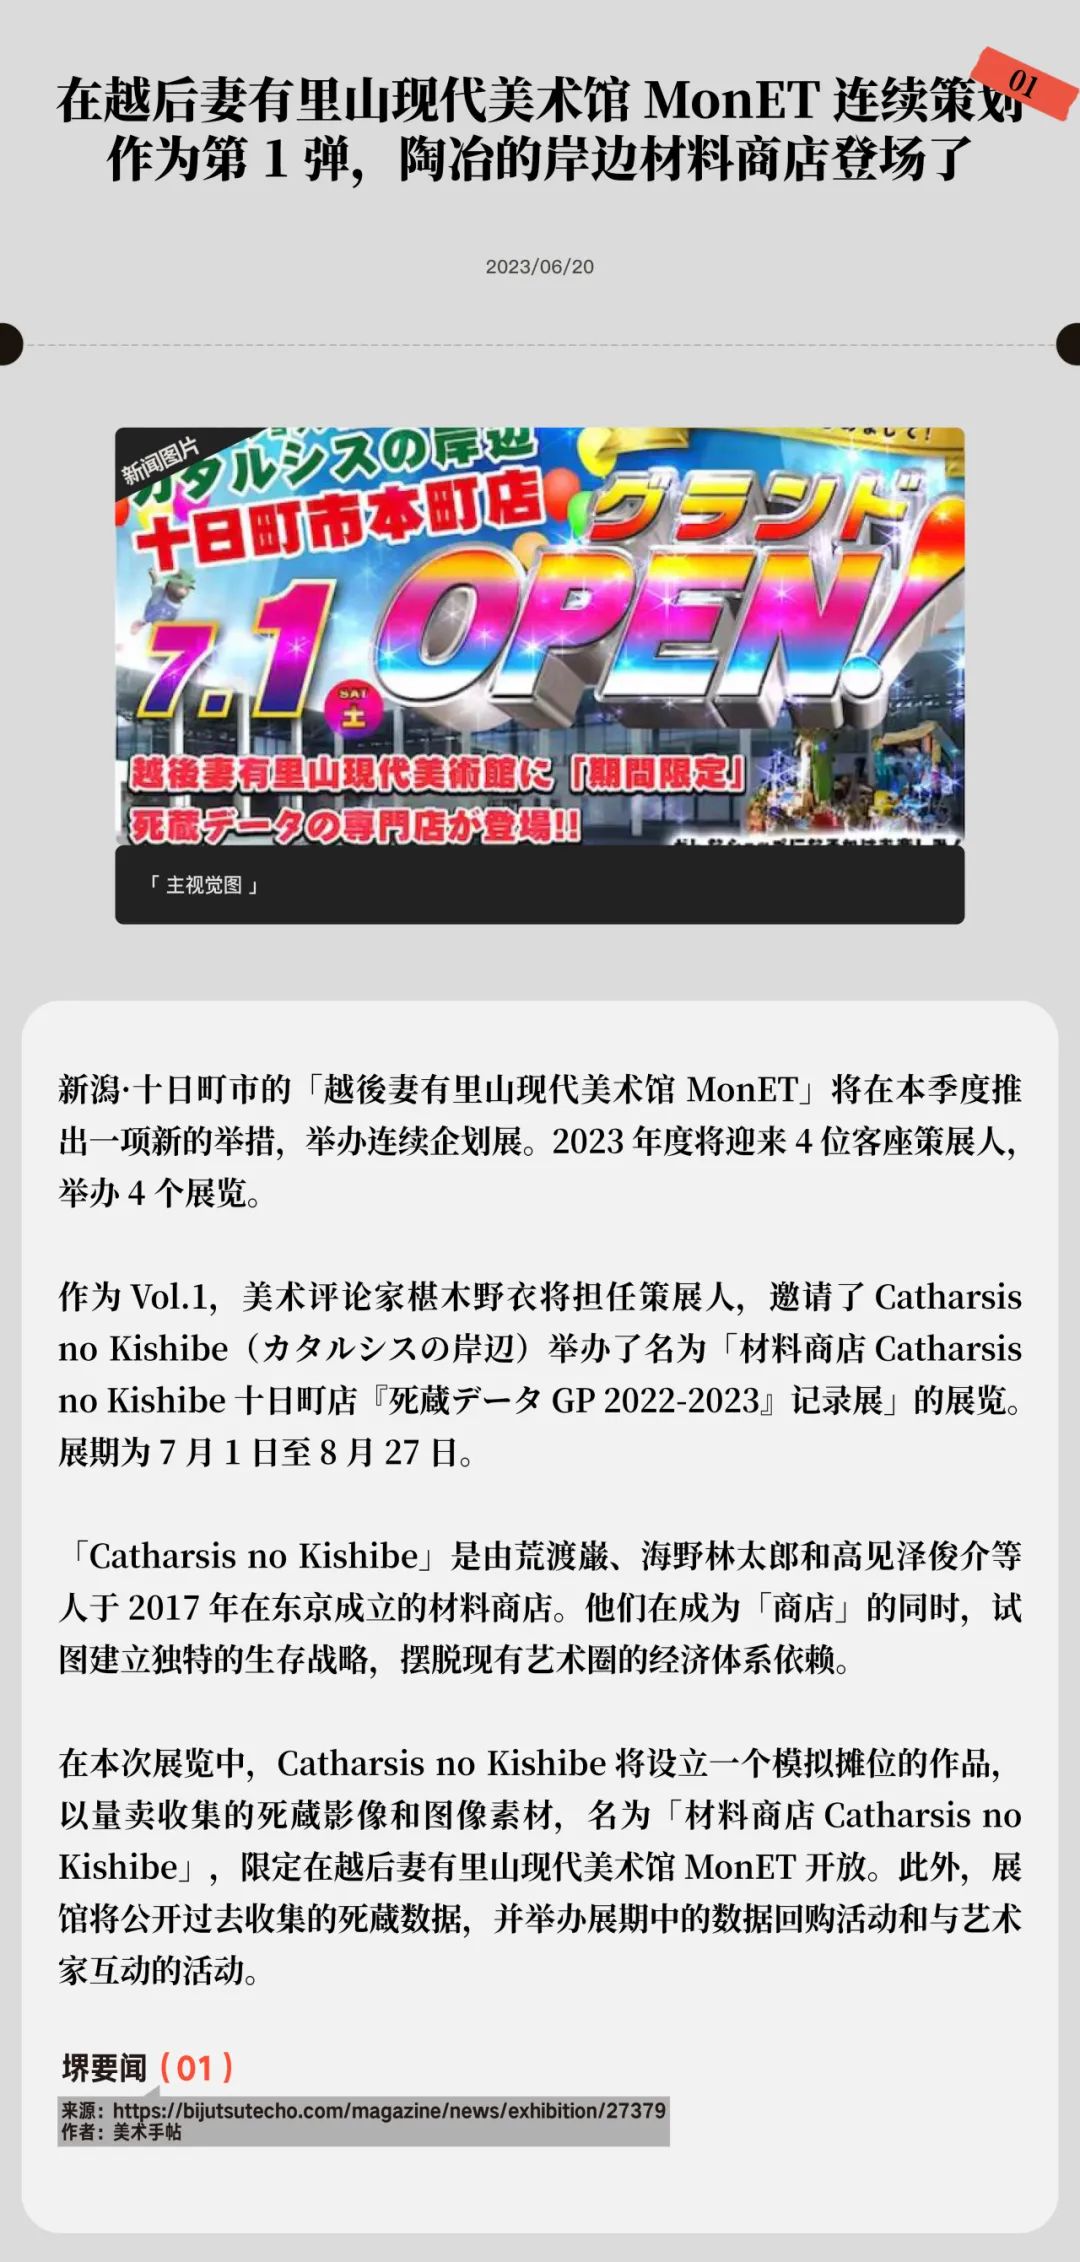 01
在越后妻有里山现代美术馆 MonET 连续策划
作为第 1 弹，陶冶的岸边材料商店登场了
2023/06/20
新闻图片
カタルシスの岸辺
十日町市本町店
グランド
OPEN!
7.1
SAT
土
越後妻有里山現代美術館に「期間限定」
死蔵データの専門店が登場!!
「 主视觉图 」
新潟·十日町市的「越後妻有里山现代美术馆 MonET」将在本季度推
出一项新的举措，举办连续企划展。2023 年度将迎来 4 位客座策展人，
举办 4 个展览。
作为 Vol.1，美术评论家椹木野衣将担任策展人，邀请了 Catharsis
no Kishibe（カタルシスの岸辺）举办了名为「材料商店 Catharsis
no Kishibe 十日町店『死蔵データ GP 2022-2023』记录展」的展览。
展期为 7 月 1 日至 8 月 27 日。
「Catharsis no Kishibe」是由荒渡巌、海野林太郎和高见泽俊介等
人于 2017 年在东京成立的材料商店。他们在成为「商店」的同时，试
图建立独特的生存战略，摆脱现有艺术圈的经济体系依赖。
在本次展览中，Catharsis no Kishibe 将设立一个模拟摊位的作品，
以量卖收集的死蔵影像和图像素材，名为「材料商店 Catharsis no
Kishibe」，限定在越后妻有里山现代美术馆 MonET 开放。此外，展
馆将公开过去收集的死蔵数据，并举办展期中的数据回购活动和与艺术
家互动的活动。
堺要闻（01）
来源：https://bijutsutecho.com/magazine/news/exhibition/27379
作者：美术手帖